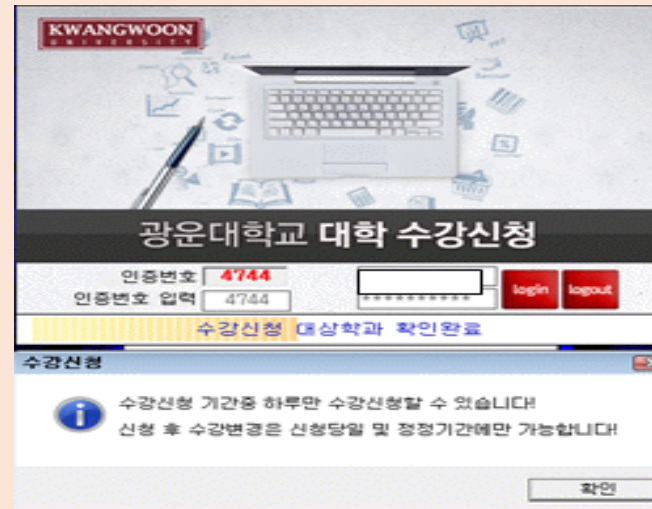 KWANGWOON
UNIVERSITY
광운대학교 대학 수강신청
인증번호 4744
login logout
인증번호 입력 4744 **********
수강신청 대상학과 확인완료
수강신청
수강신청 기간중 하루만 수강신청할 수 있습니다!
신청 후 수강변경은 신청당일 및 정정기간에만 가능합니다!
확인